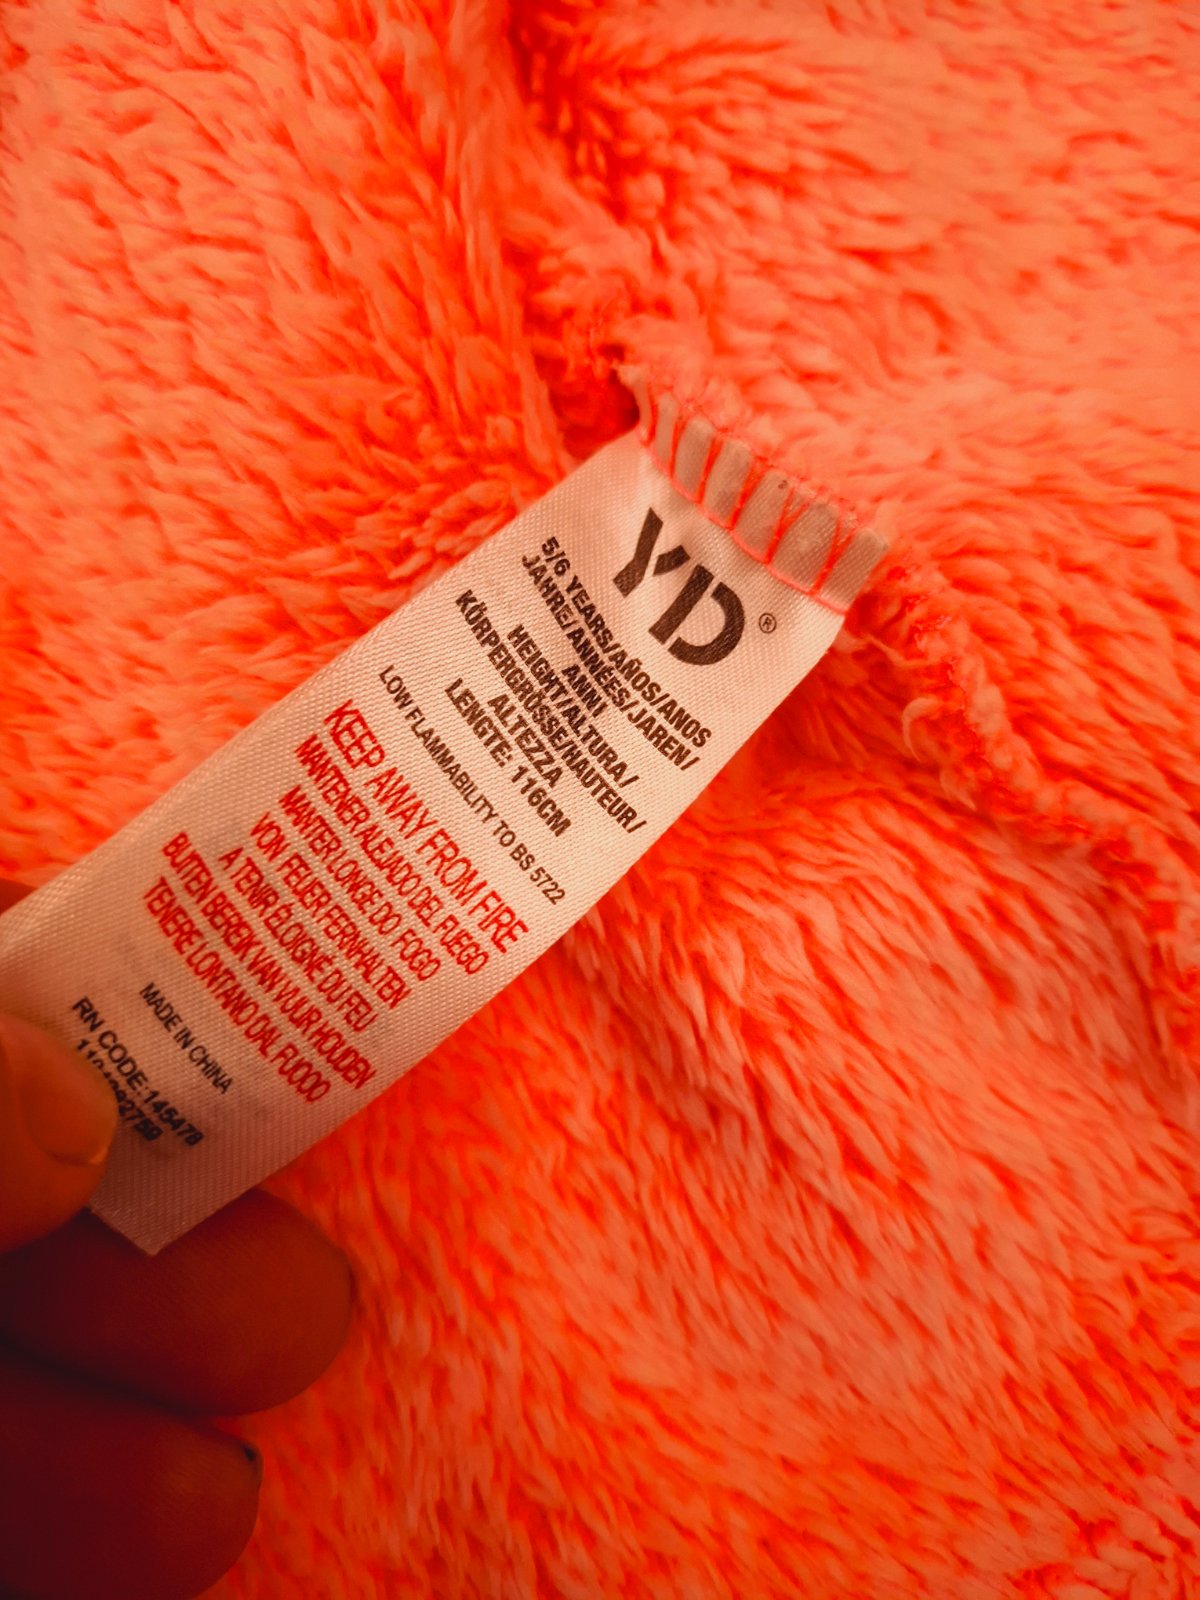 YD®
5/6 YEARS/AÑOS/ANOS
JAHRE/ANNÉES/JAREN/
ANNI
HEIGHT/ALTURA/
KÖRPERGRÖSSE/HAUTEUR/
ALTEZZA
LENGTE: 116CM
LOW FLAMMABILITY TO BS 5722
KEEP AWAY FROM FIRE
MANTENER ALEJADO DEL FUEGO
MANTER LONGE DO FOGO
VON FEUER FERNHALTEN
A TENIR ÉLOIGNÉ DU FEU
BUITEN BEREIK VAN VUUR HOUDEN
TENERE LONTANO DAL FUOCO
MADE IN CHINA
RN CODE:145478